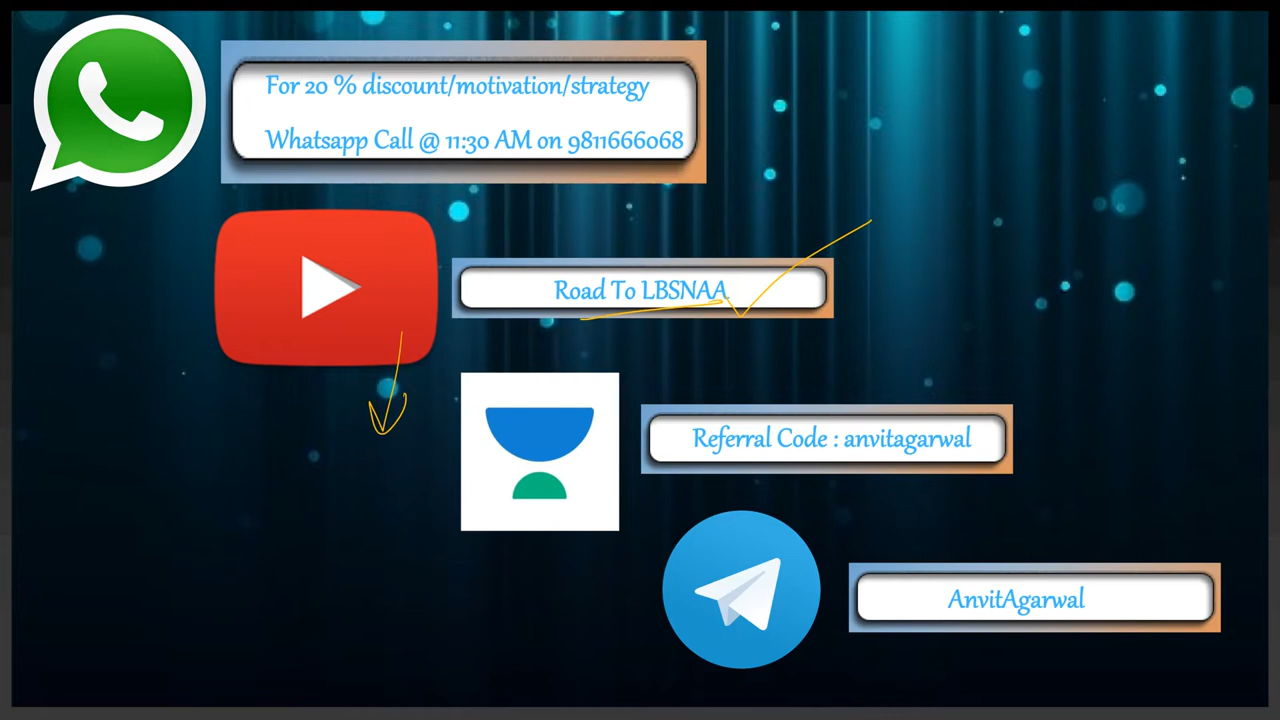 For 20 % discount/motivation/strategy
Whatsapp Call @ 11:30 AM on 9811666068
Road To LBSNAA
Referral Code : anvitagarwal
AnvitAgarwal